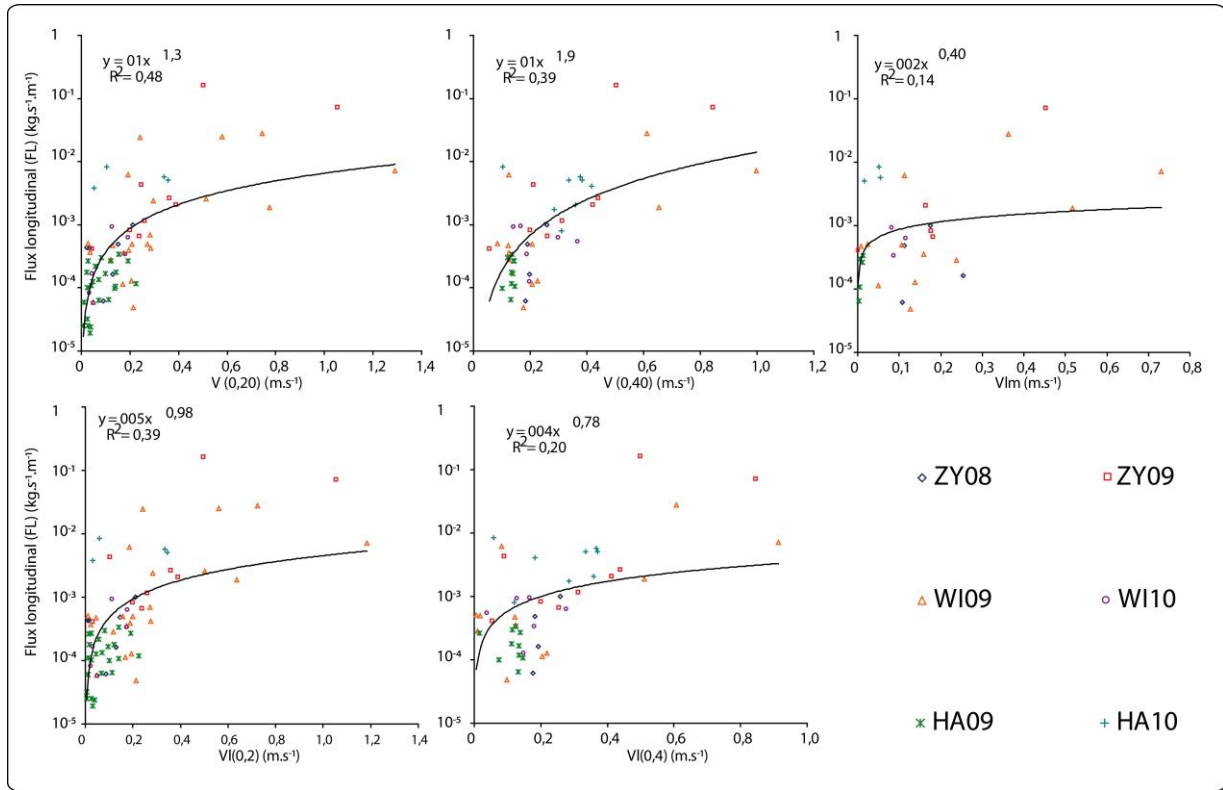 y = 01x 1,3
R2 = 0,48
1
10-1
10-2
10-3
10-4
10-5
Flux longitudinal (FL) (kg.s-1.m-1)
0 0,2 0,4 0,6 0,8 1,0 1,2 1,4
V (0,20) (m.s-1)
y = 01x 1,9
R2 = 0,39
1
10-1
10-2
10-3
10-4
10-5
0 0,2 0,4 0,6 0,8 1,0 1,2
V (0,40) (m.s-1)
y = 002x 0,40
R2 = 0,14
1
10-1
10-2
10-3
10-4
10-5
0 0,1 0,2 0,3 0,4 0,5 0,6 0,7 0,8
Vlm (m.s-1)
y = 005x 0,98
R2 = 0,39
1
10-1
10-2
10-3
10-4
10-5
Flux longitudinal (FL) (kg.s-1.m-1)
0 0,2 0,4 0,6 0,8 1,0 1,2 1,4
Vl(0,2) (m.s-1)
y = 004x 0,78
R2 = 0,20
1
10-1
10-2
10-3
10-4
10-5
0 0,2 0,4 0,6 0,8 1,0
Vl(0,4) (m.s-1)
ZY08 ZY09
WI09 WI10
HA09 HA10